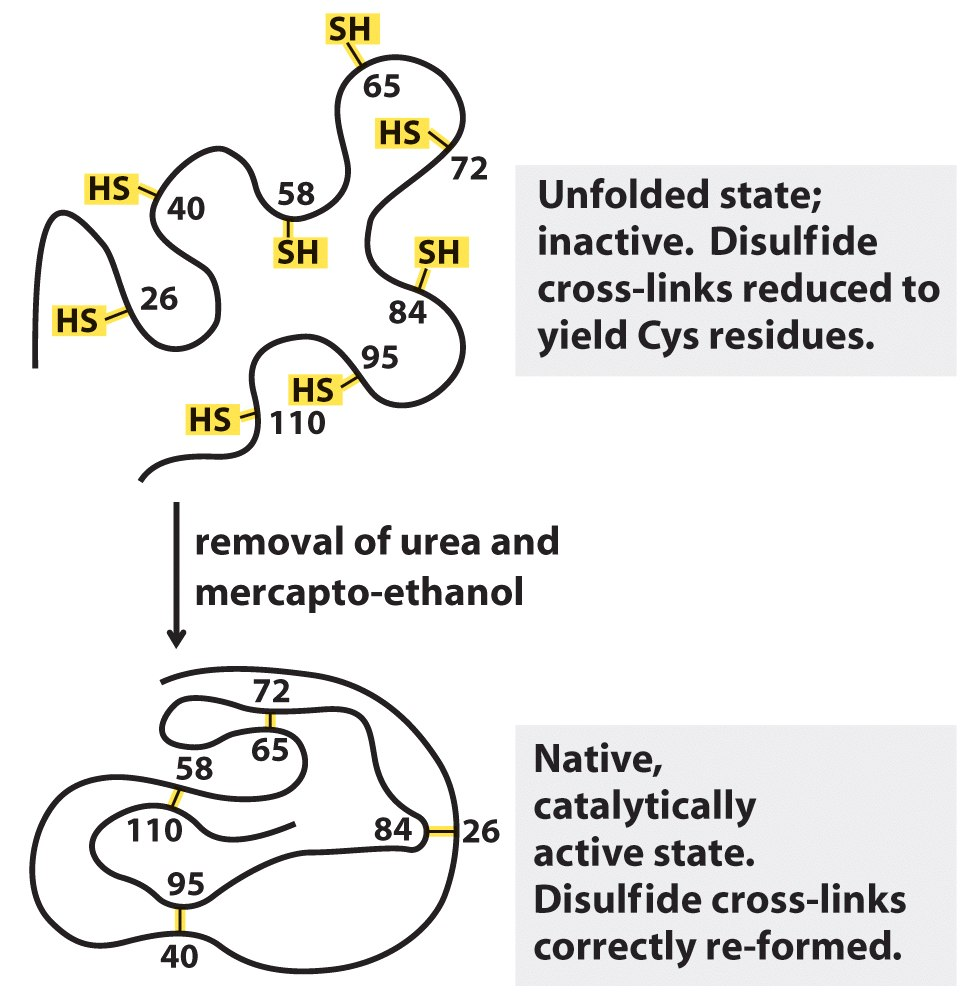 SH
65
HS
72
HS
40
58
SH
SH
84
26
HS
95
HS
HS
110
Unfolded state;
inactive. Disulfide
cross-links reduced to
yield Cys residues.
removal of urea and
mercapto-ethanol
72
65
58
110
84
26
95
40
Native,
catalytically
active state.
Disulfide cross-links
correctly re-formed.